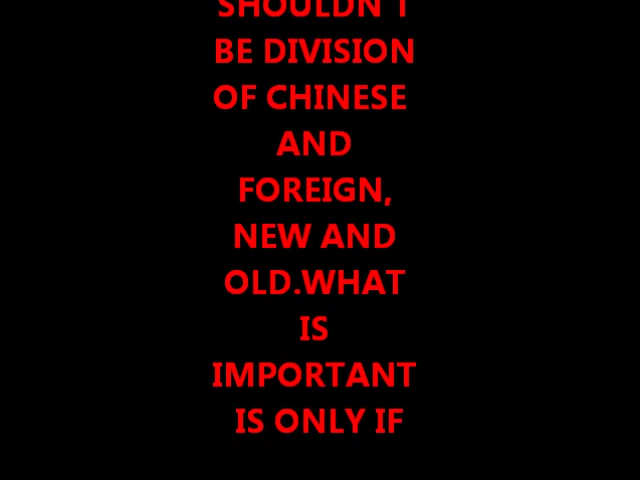 SHOULDN'T
BE DIVISION
OF CHINESE
AND
FOREIGN,
NEW AND
OLD.WHAT
IS
IMPORTANT
IS ONLY IF